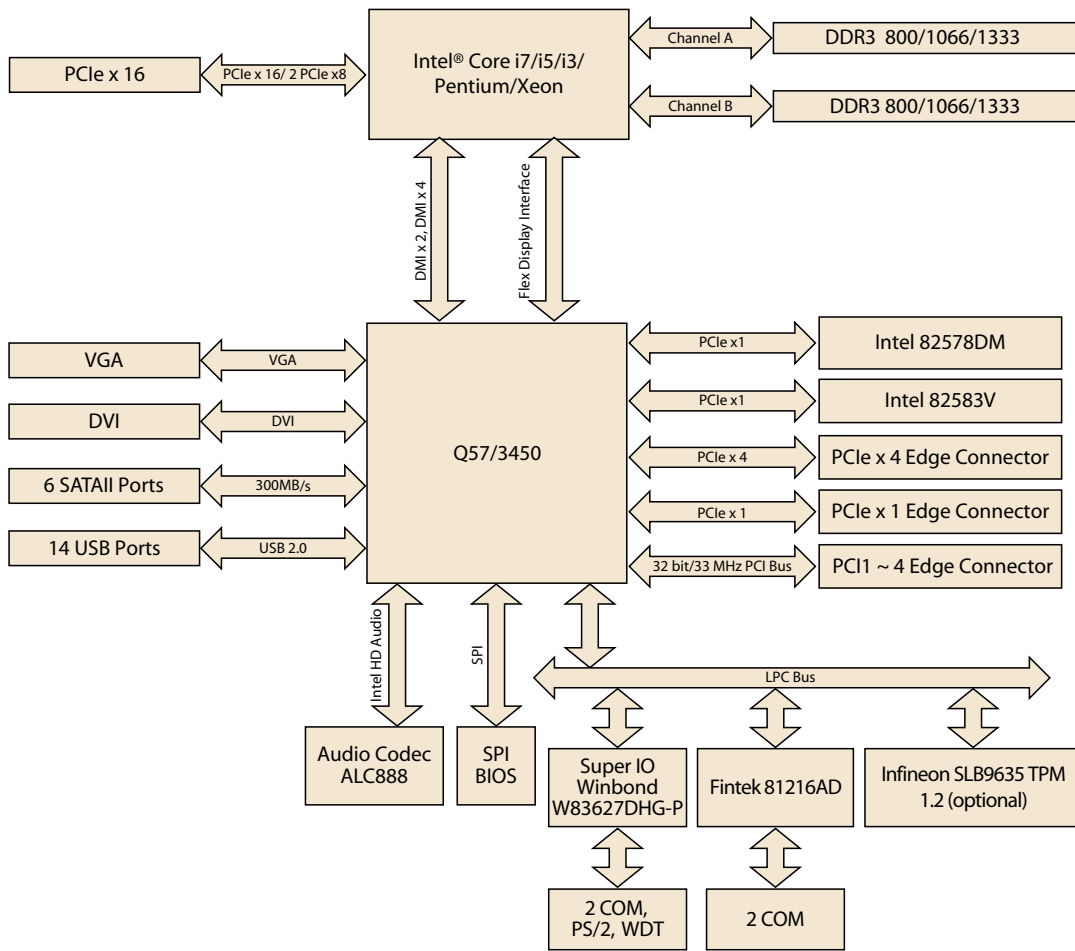 Intel® Core i7/i5/i3/
Pentium/Xeon
PCIe x 16
PCIe x 16/ 2 PCIe x8
Channel A
DDR3  800/1066/1333
Channel B
DDR3 800/1066/1333
DMI x 2, DMI x 4
Flex Display Interface
Q57/3450
VGA
VGA
DVI
DVI
6 SATAII Ports
300MB/s
14 USB Ports
USB 2.0
PCIe x1
Intel 82578DM
PCIe x1
Intel 82583V
PCIe x 4
PCIe x 4 Edge Connector
PCIe x 1
PCIe x 1 Edge Connector
32 bit/33 MHz PCI Bus
PCI1 ~ 4 Edge Connector
Intel HD Audio
SPI
LPC Bus
Audio Codec
ALC888
SPI
BIOS
Super IO
Winbond
W83627DHG-P
Fintek 81216AD
Infineon SLB9635 TPM
1.2 (optional)
2 COM,
PS/2, WDT
2 COM